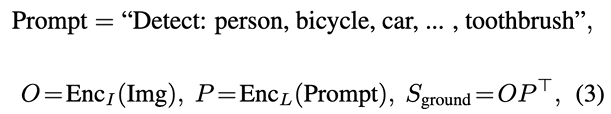 Prompt = “Detect: person, bicycle, car, ... , toothbrush”,
O=Enc_I(Img), P=Enc_L(Prompt), S_ground=OP^⊤, (3)